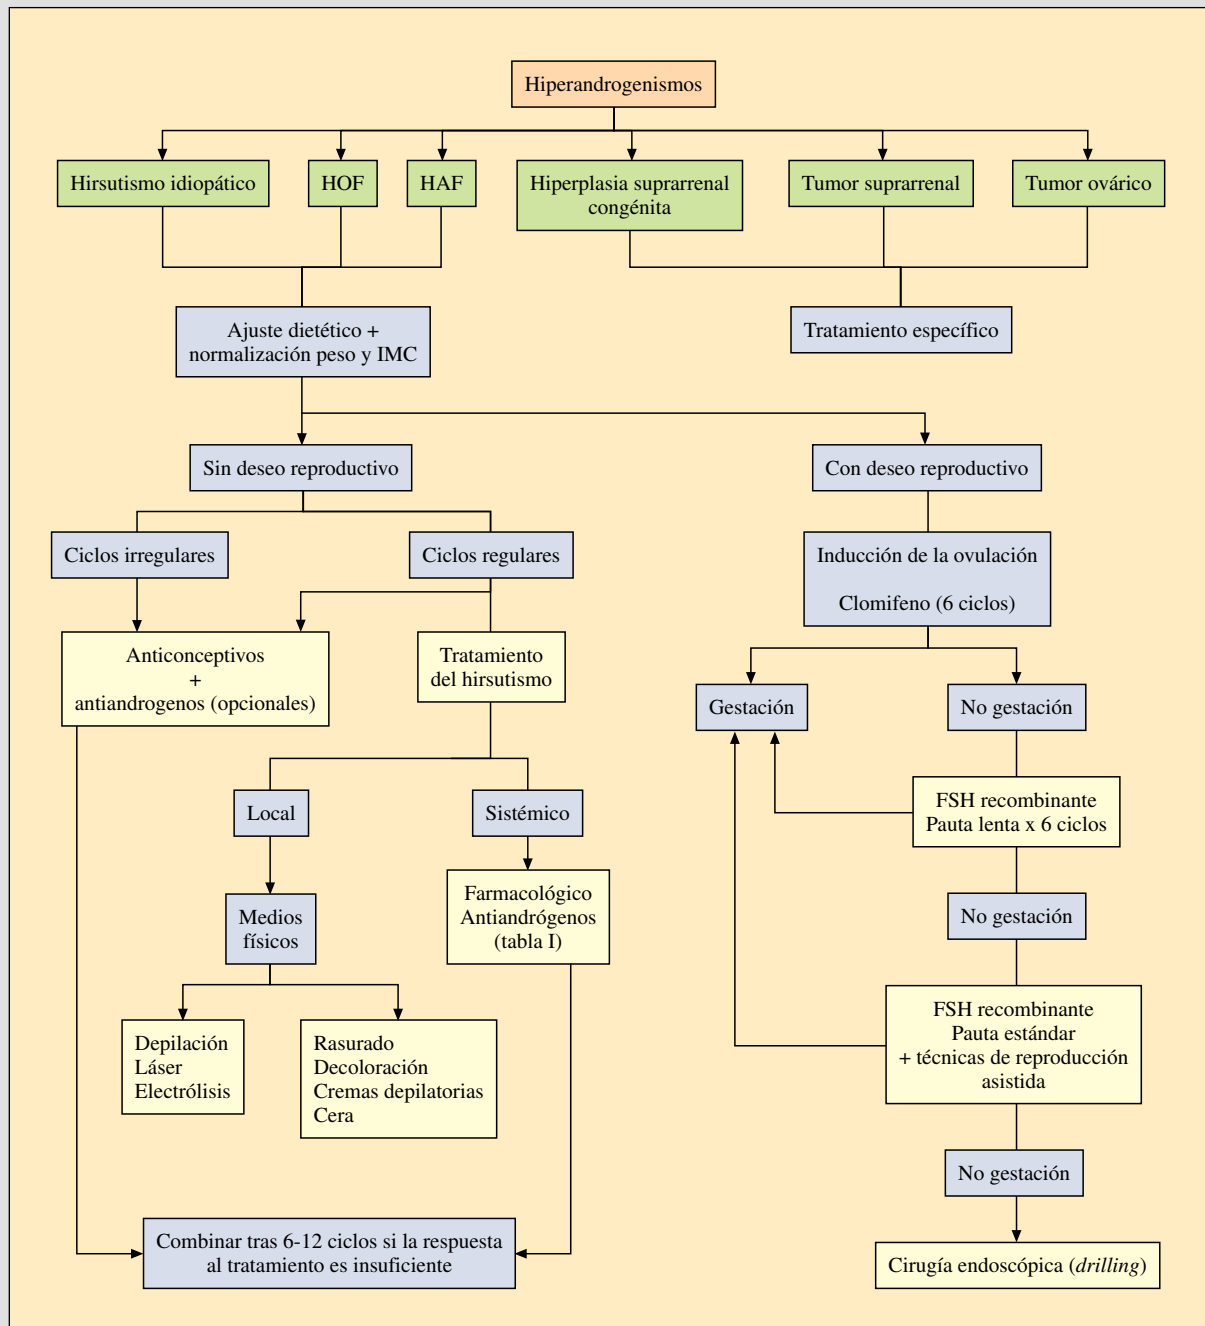 Hiperandrogenismos
Hirsutismo idiopático
HOF
HAF
Hiperplasia suprarrenal
congénita
Tumor suprarrenal
Tumor ovárico
Ajuste dietético +
normalización peso y IMC
Tratamiento específico
Sin deseo reproductivo
Con deseo reproductivo
Ciclos irregulares
Ciclos regulares
Inducción de la ovulación
Clomifeno (6 ciclos)
Anticonceptivos
+
antiandrogenos (opcionales)
Tratamiento
del hirsutismo
Gestación
No gestación
Local
Sistémico
FSH recombinante
Pauta lenta x 6 ciclos
Medios
físicos
Farmacológico
Antiandrógenos
(tabla I)
No gestación
Depilación
Láser
Electrólisis
Rasurado
Decoloración
Cremas depilatorias
Cera
FSH recombinante
Pauta estándar
+ técnicas de reproducción
asistida
No gestación
Combinar tras 6-12 ciclos si la respuesta
al tratamiento es insuficiente
Cirugía endoscópica (drilling)